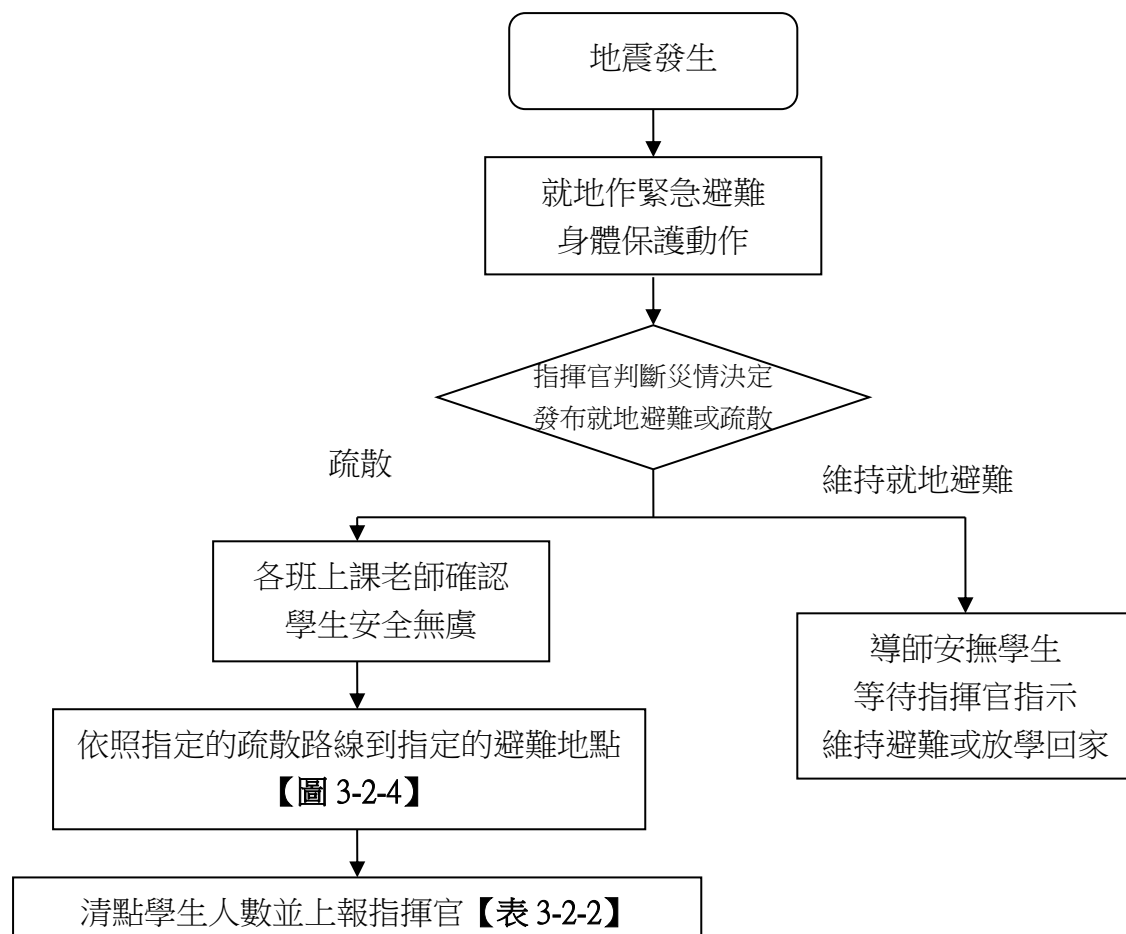 地震發生
就地作緊急避難
身體保護動作
指揮官判斷災情決定
發布就地避難或疏散
疏散
維持就地避難
各班上課老師確認
學生安全無虞
導師安撫學生
等待指揮官指示
維持避難或放學回家
依照指定的疏散路線到指定的避難地點
【圖 3-2-4】
清點學生人數並上報指揮官【表 3-2-2】